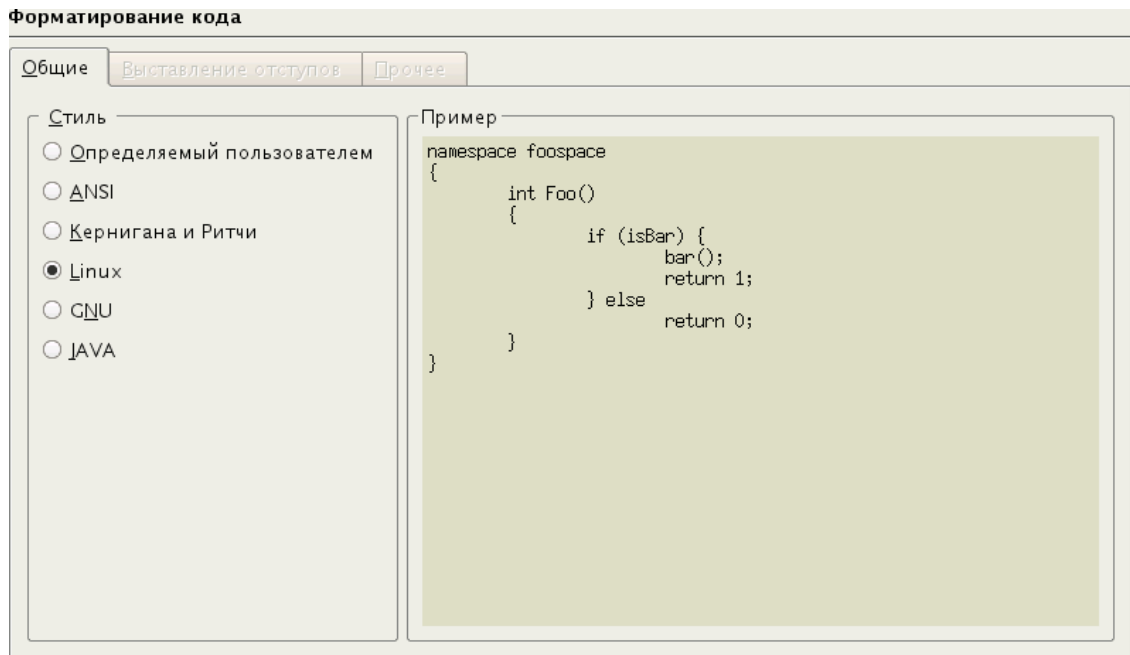 Форматирование кода
Общие
Выставление отступов
Прочее
Стиль
Определяемый пользователем
ANSI
Кернигана и Ритчи
Linux
GNU
JAVA
Пример
namespace foospace
{
        int Foo()
        {
                if (isBar) {
                        bar();
                        return 1;
                } else
                        return 0;
        }
}